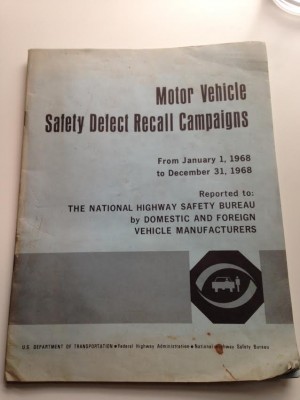 Motor Vehicle
Safety Defect Recall Campaigns
From January 1, 1968
to December 31, 1968
Reported to:
THE NATIONAL HIGHWAY SAFETY BUREAU
by DOMESTIC AND FOREIGN
VEHICLE MANUFACTURERS
U.S. DEPARTMENT OF TRANSPORTATION • Federal Highway Administration • National Highway Safety Bureau